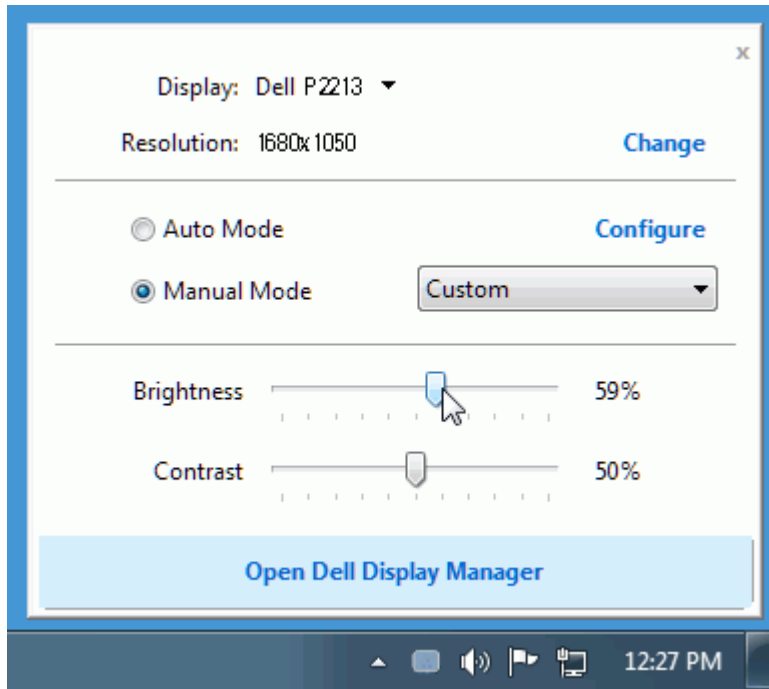 x
Display: Dell P2213
Resolution: 1680x1050 Change
Auto Mode Configure
Manual Mode Custom
Brightness 59%
Contrast 50%
Open Dell Display Manager
12:27 PM